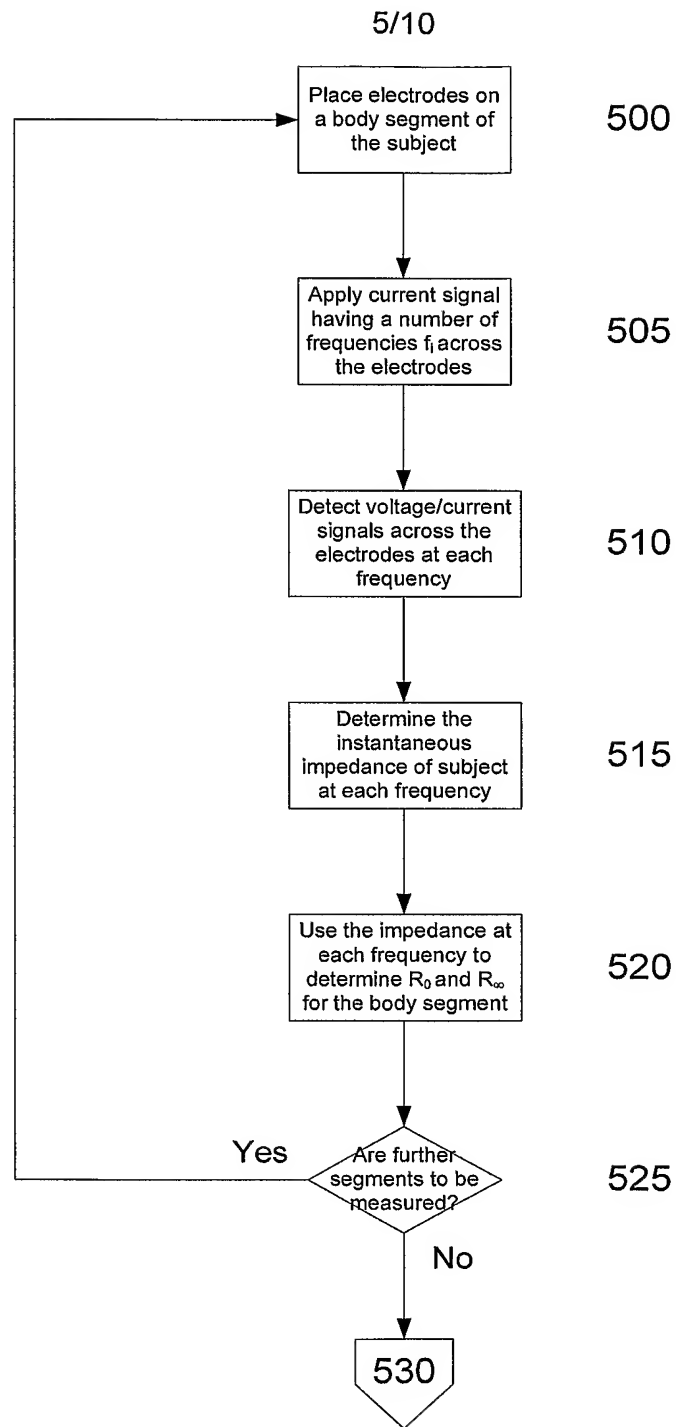 5/10
Place electrodes on
a body segment of
the subject
500
Apply current signal
having a number of
frequencies fᵢ across
the electrodes
505
Detect voltage/current
signals across the
electrodes at each
frequency
510
Determine the
instantaneous
impedance of subject
at each frequency
515
Use the impedance at
each frequency to
determine R₀ and R∞
for the body segment
520
Yes
Are further
segments to be
measured?
525
No
530